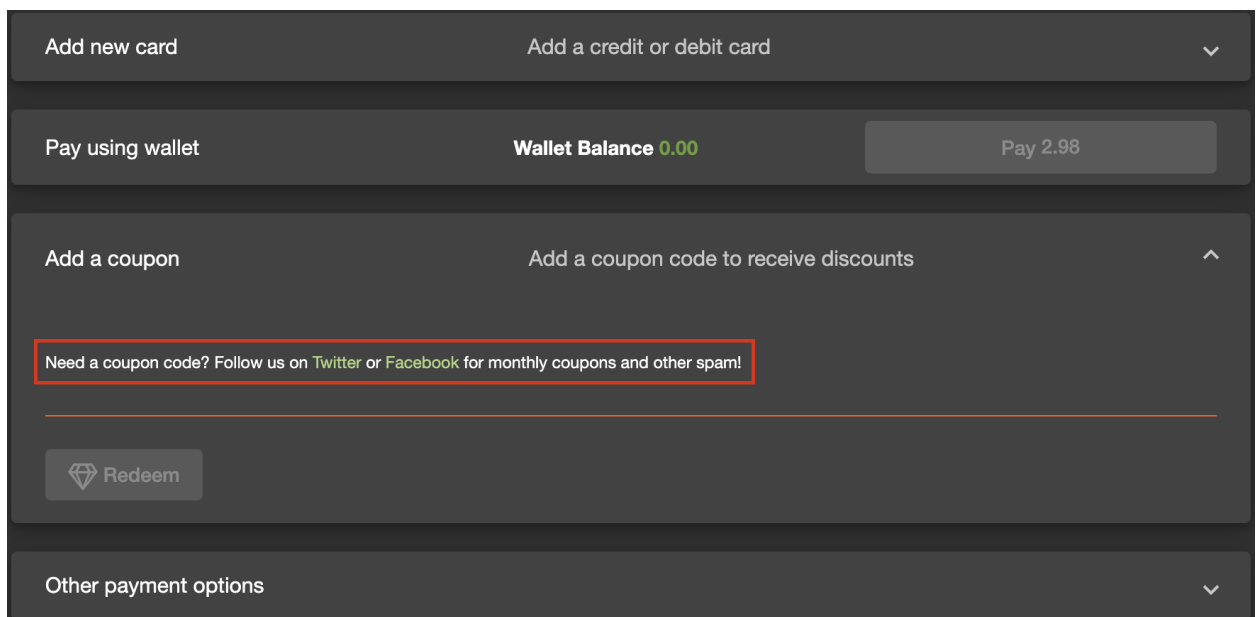 Add new card Add a credit or debit card
Pay using wallet Wallet Balance 0.00 Pay 2.98
Add a coupon Add a coupon code to receive discounts
Need a coupon code? Follow us on Twitter or Facebook for monthly coupons and other spam!
Redeem
Other payment options